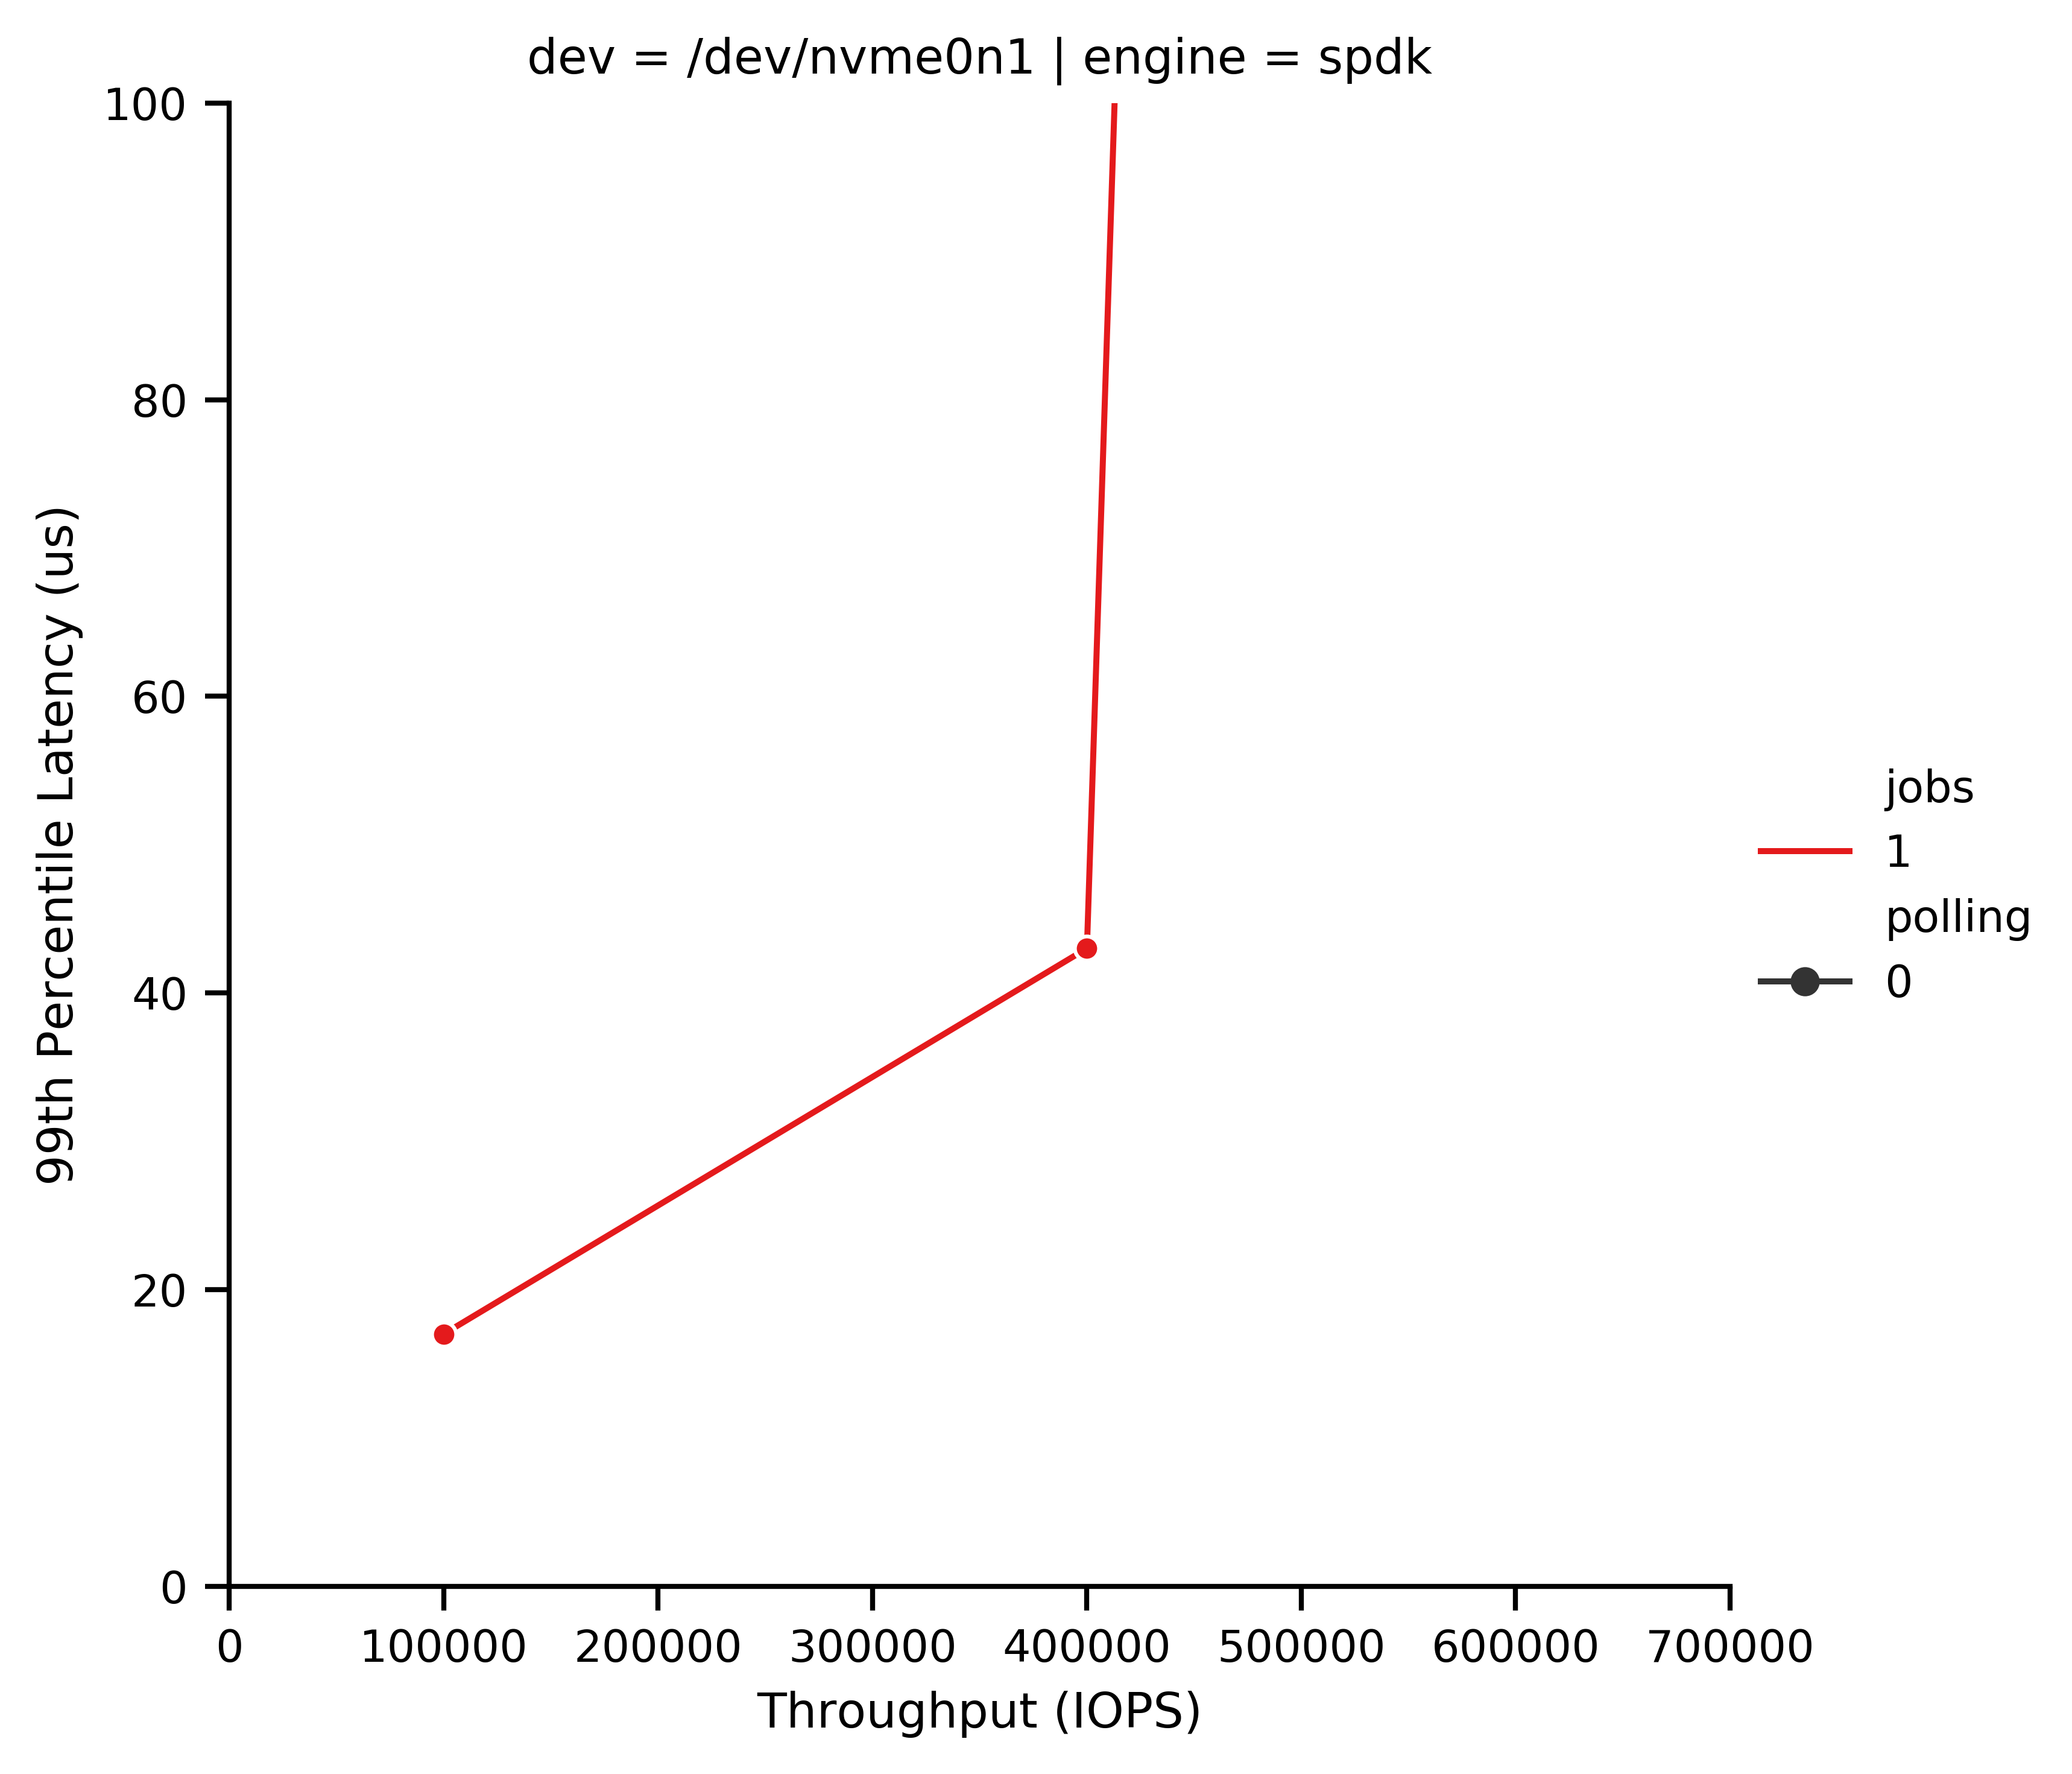 dev = /dev/nvme0n1 | engine = spdk
100
80
60
40
20
0
99th Percentile Latency (us)
0 100000 200000 300000 400000 500000 600000 700000
Throughput (IOPS)
jobs
1
polling
0